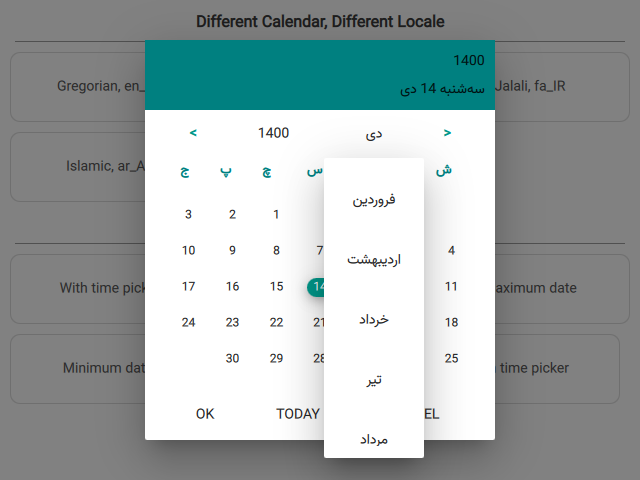 Different Calendar, Different Locale
Gregorian, en_
Jalali, fa_IR
Islamic, ar_A
With time pick
aximum date
Minimum dat
time picker
1400
سه‌شنبه 14 دی
< 1400 دی >
ش س چ پ ج
1 2 3
4 7 8 9 10
11 14 15 16 17
18 21 22 23 24
25 28 29 30
فروردین
اردیبهشت
خرداد
تیر
مرداد
OK TODAY EL